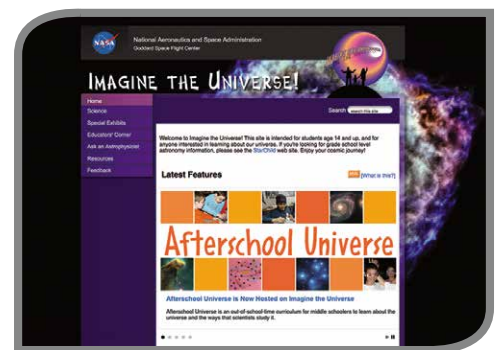 NASA
National Aeronautics and Space Administration
Goddard Space Flight Center
IMAGINE THE UNIVERSE!
Home
Science
Special Exhibits
Educators' Corner
Ask an Astrophysicist
Resources
Feedback
Search search this site
Welcome to Imagine the Universe! This site is intended for students age 14 and up, and for
anyone interested in learning about our universe. If you're looking for grade school level
astronomy information, please see the StarChild web site. Enjoy your cosmic journey!
Latest Features
[What is this?]
Afterschool Universe
Afterschool Universe is Now Hosted on Imagine the Universe
Afterschool Universe is an out-of-school-time curriculum for middle schoolers to learn about the
universe and the ways that scientists study it.